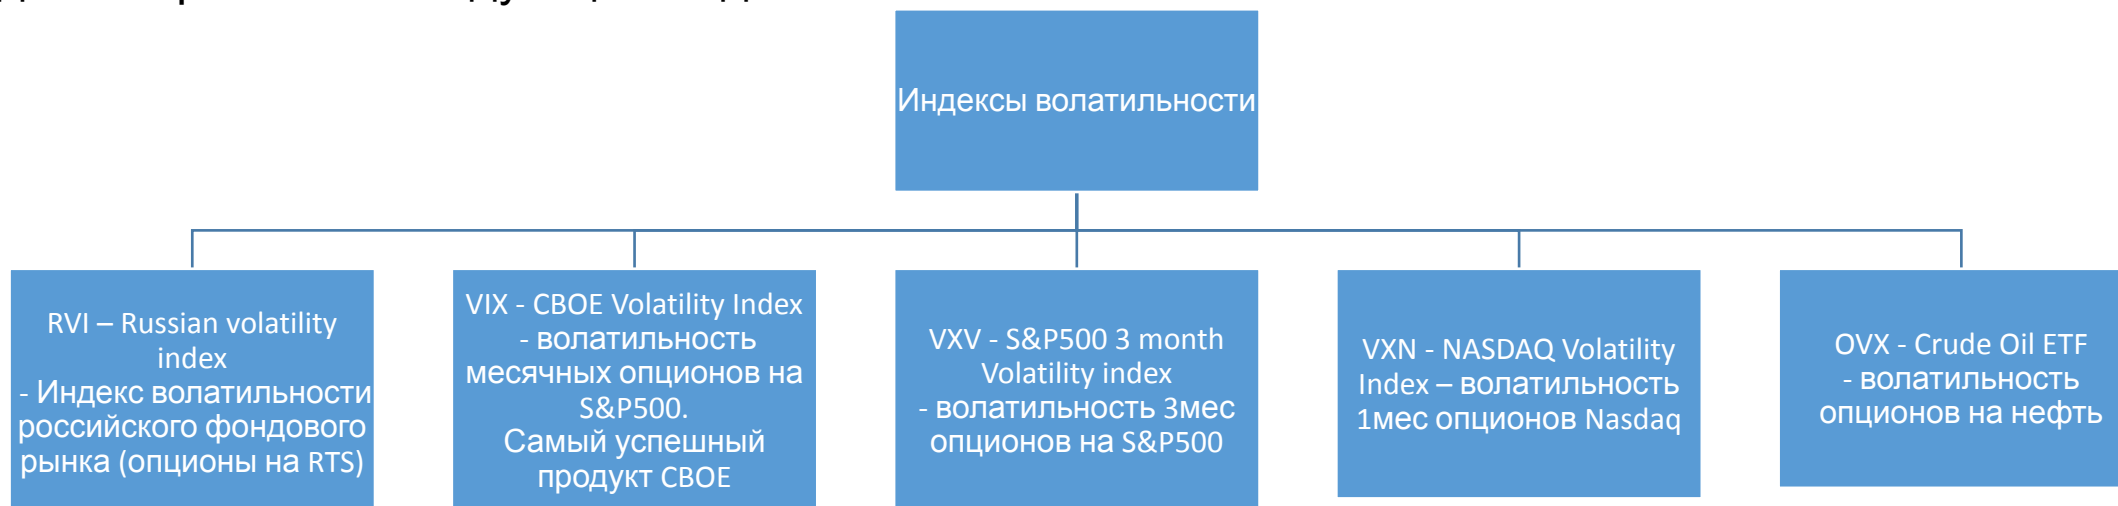 Индексы волатильности
RVI – Russian volatility
index
- Индекс волатильности
российского фондового
рынка (опционы на RTS)
VIX - CBOE Volatility Index
- волатильность
месячных опционов на
S&P500.
Самый успешный
продукт CBOE
VXV - S&P500 3 month
Volatility index
- волатильность 3мес
опционов на S&P500
VXN - NASDAQ Volatility
Index – волатильность
1мес опционов Nasdaq
OVX - Crude Oil ETF
- волатильность
опционов на нефть